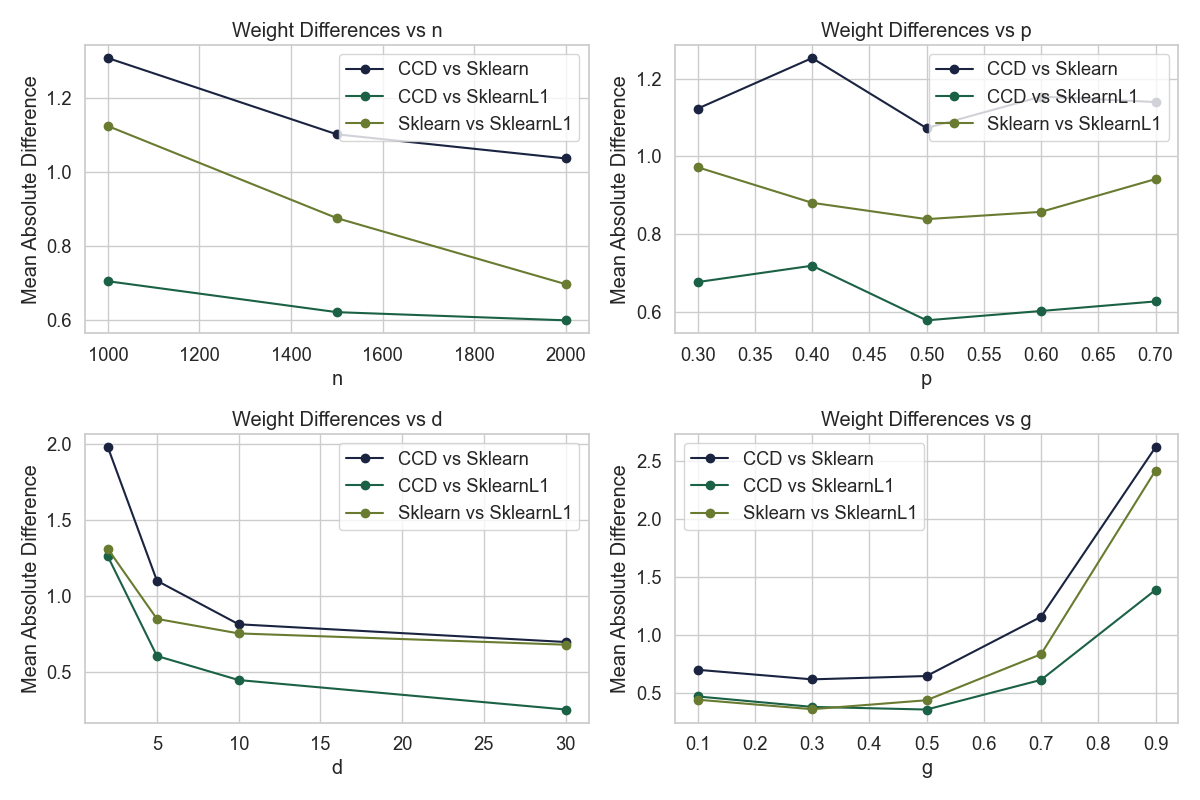 Weight Differences vs n
Mean Absolute Difference
1.2
1.0
0.8
0.6
CCD vs Sklearn
CCD vs SklearnL1
Sklearn vs SklearnL1
1000 1200 1400 1600 1800 2000
n
Weight Differences vs p
Mean Absolute Difference
1.2
1.0
0.8
0.6
CCD vs Sklearn
CCD vs SklearnL1
Sklearn vs SklearnL1
0.30 0.35 0.40 0.45 0.50 0.55 0.60 0.65 0.70
p
Weight Differences vs d
Mean Absolute Difference
2.0
1.5
1.0
0.5
CCD vs Sklearn
CCD vs SklearnL1
Sklearn vs SklearnL1
5 10 15 20 25 30
d
Weight Differences vs g
Mean Absolute Difference
2.5
2.0
1.5
1.0
0.5
CCD vs Sklearn
CCD vs SklearnL1
Sklearn vs SklearnL1
0.1 0.2 0.3 0.4 0.5 0.6 0.7 0.8 0.9
g